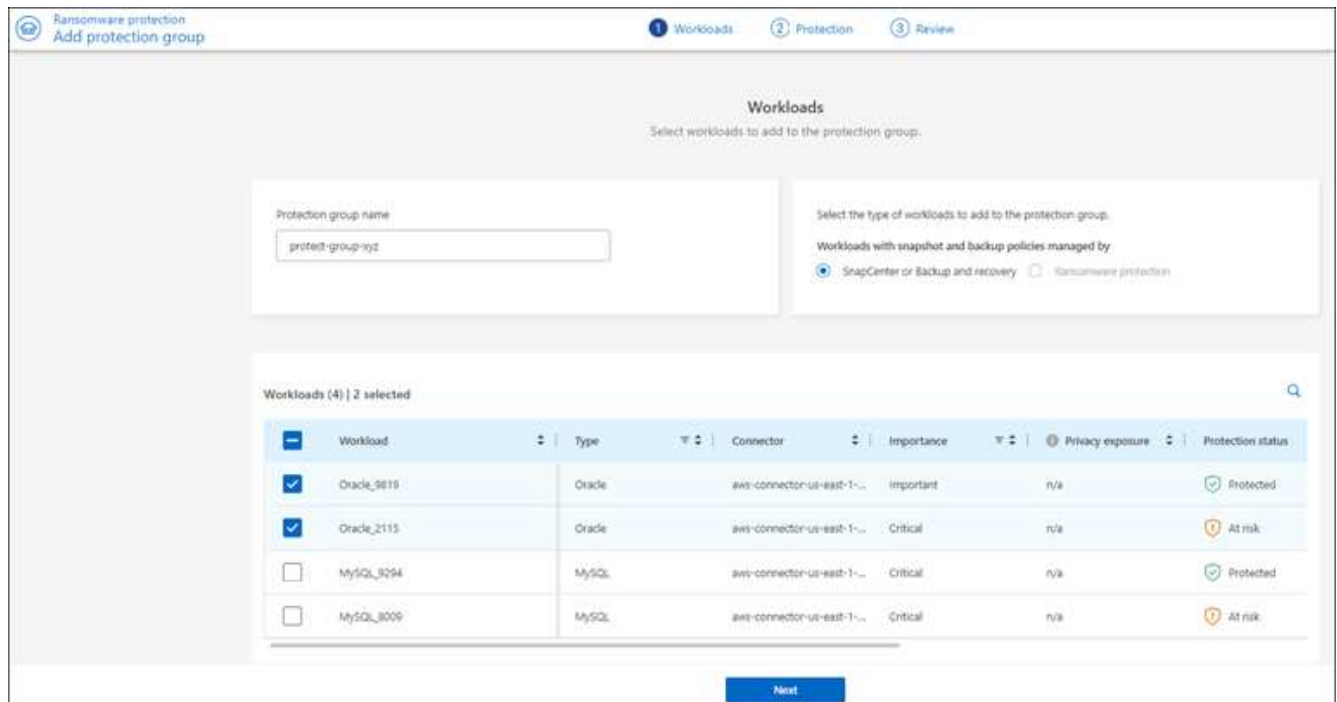 Ransomware protection
Add protection group
1 Workloads 2 Protection 3 Review
Workloads
Select workloads to add to the protection group.
Protection group name
protect-group-xyz
Select the type of workloads to add to the protection group.
Workloads with snapshot and backup policies managed by
SnapCenter or Backup and recovery Ransomware protection
Workloads (4) | 2 selected
Workload Type Connector Importance Privacy exposure Protection status
Oracle_9819 Oracle aws-connector-us-east-1-... Important n/a Protected
Oracle_2115 Oracle aws-connector-us-east-1-... Critical n/a At risk
MySQL_9294 MySQL aws-connector-us-east-1-... Critical n/a Protected
MySQL_8009 MySQL aws-connector-us-east-1-... Critical n/a At risk
Next